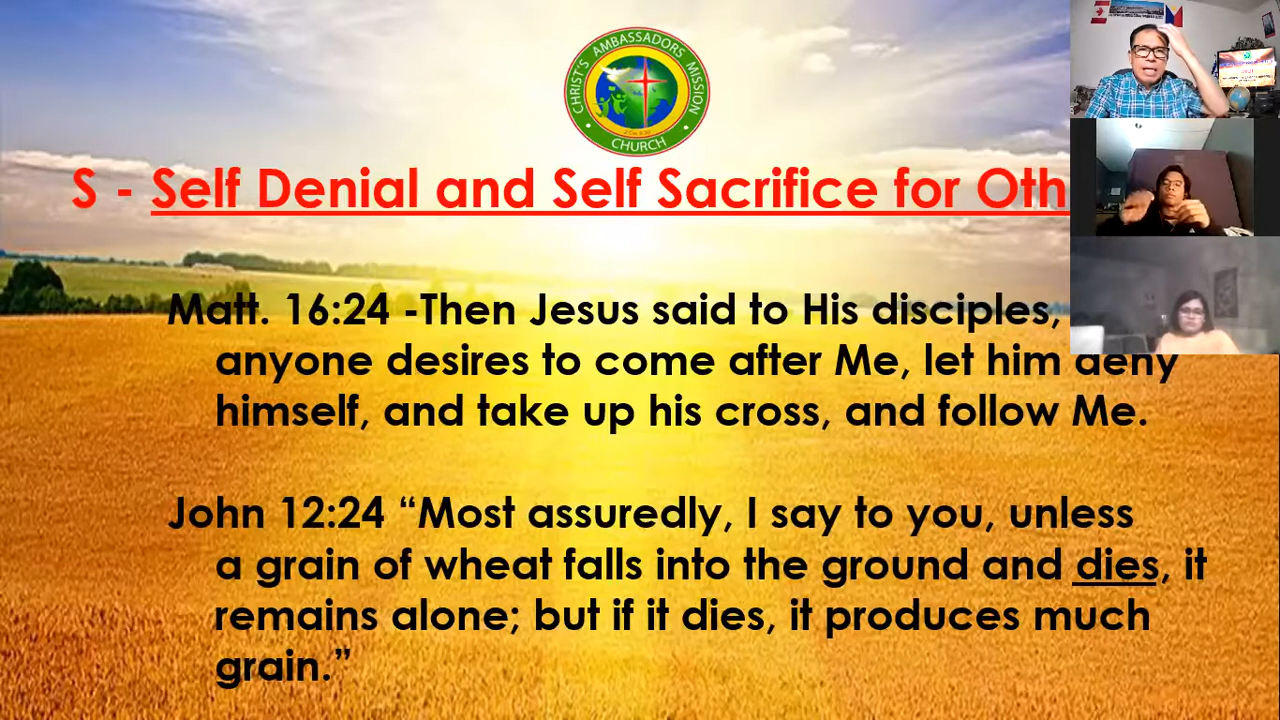 CHRIST'S AMBASSADORS MISSION
CHURCH
S - Self Denial and Self Sacrifice for Oth
Matt. 16:24 -Then Jesus said to His disciples,
anyone desires to come after Me, let him deny
himself, and take up his cross, and follow Me.
John 12:24 “Most assuredly, I say to you, unless
a grain of wheat falls into the ground and dies, it
remains alone; but if it dies, it produces much
grain.”